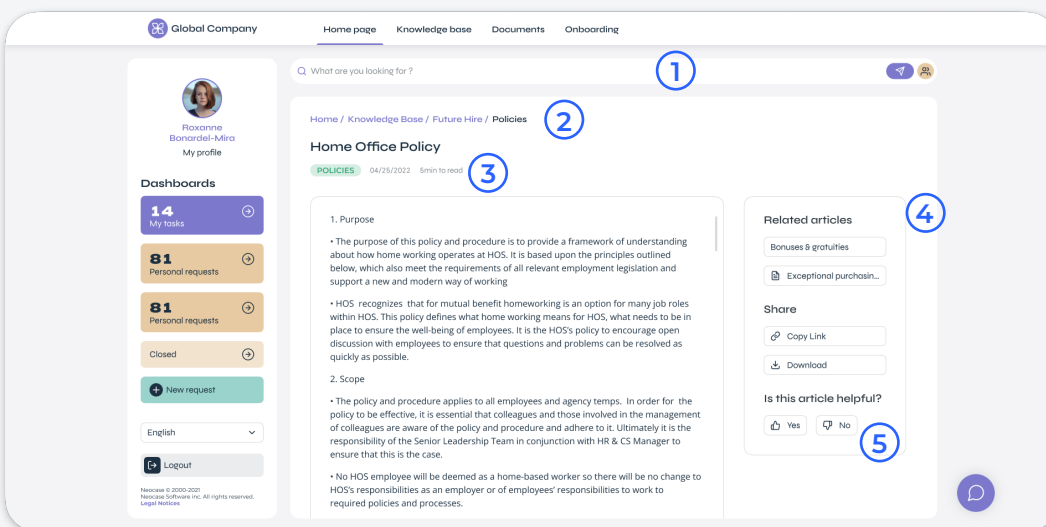 Global Company
Home page
Knowledge base
Documents
Onboarding
What are you looking for ?
1
Roxanne
Bonardel-Mira
My profile
Dashboards
14
My tasks
81
Personal requests
81
Personal requests
Closed
New request
English
Logout
Neocase © 2000-2021
Neocase Software inc. All rights reserved.
Legal Notices
Home / Knowledge Base / Future Hire / Policies
2
Home Office Policy
POLICIES 04/25/2022 5min to read
3
1. Purpose
• The purpose of this policy and procedure is to provide a framework of understanding
about how home working operates at HOS. It is based upon the principles outlined
below, which also meet the requirements of all relevant employment legislation and
support a new and modern way of working
• HOS recognizes that for mutual benefit homeworking is an option for many job roles
within HOS. This policy defines what home working means for HOS, what needs to be in
place to ensure the well-being of employees. It is the HOS's policy to encourage open
discussion with employees to ensure that questions and problems can be resolved as
quickly as possible.
2. Scope
• The policy and procedure applies to all employees and agency temps. In order for the
policy to be effective, it is essential that colleagues and those involved in the management
of colleagues are aware of the policy and procedure and adhere to it. Ultimately it is the
responsibility of the Senior Leadership Team in conjunction with HR & CS Manager to
ensure that this is the case.
• No HOS employee will be deemed as a home-based worker so there will be no change to
HOS's responsibilities as an employer or of employees' responsibilities to work to
required policies and processes.
4
Related articles
Bonuses & gratuities
Exceptional purchasin...
Share
Copy Link
Download
Is this article helpful?
Yes
No
5